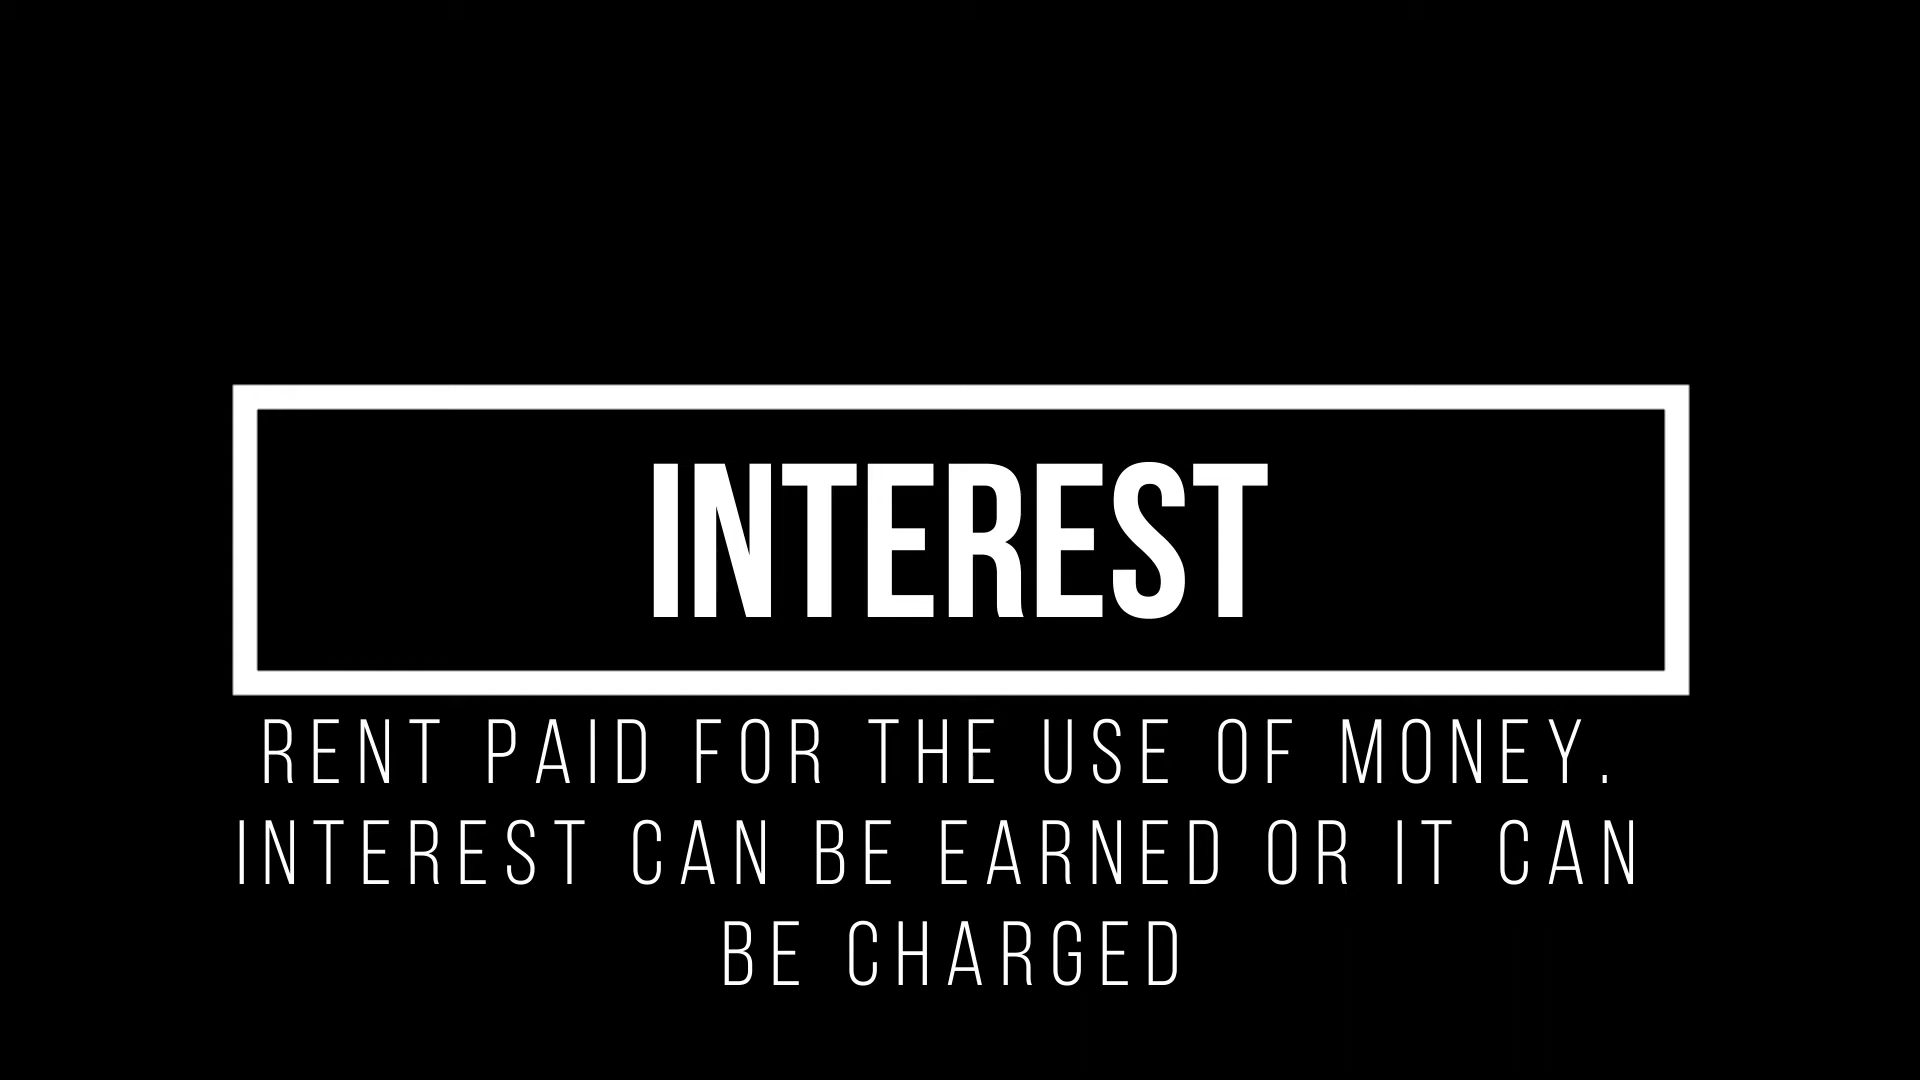 INTEREST
RENT PAID FOR THE USE OF MONEY.
INTEREST CAN BE EARNED OR IT CAN
BE CHARGED